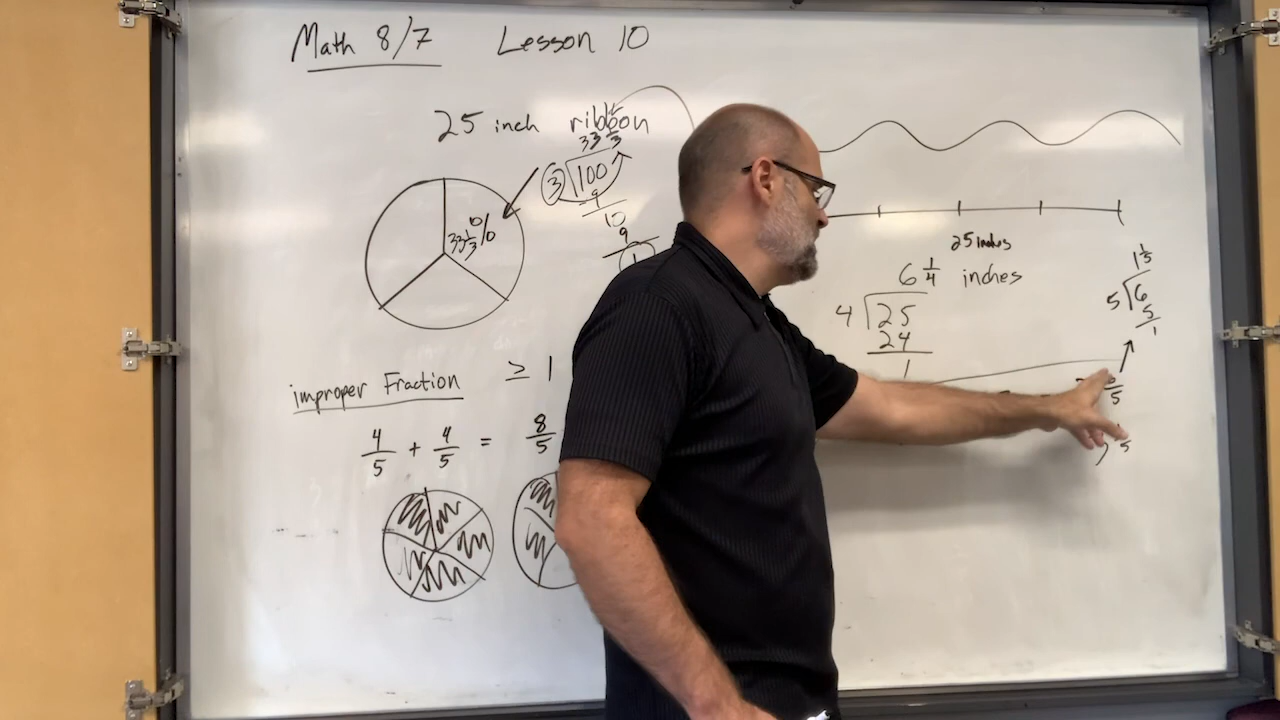 Math 8/7 Lesson 10
25 inch ribbon
33 1/3
3 100
9
10
9
1
33 1/3 %
25 inches
6 1/4 inches
4 25
24
1
1 1/5
5 6
5
1
improper Fraction ≥ 1
4/5 + 4/5 = 8/5